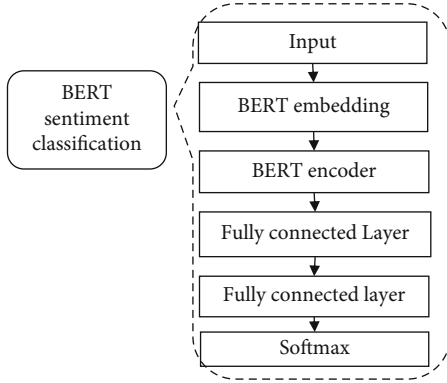 BERT
sentiment
classification
Input
BERT embedding
BERT encoder
Fully connected Layer
Fully connected layer
Softmax